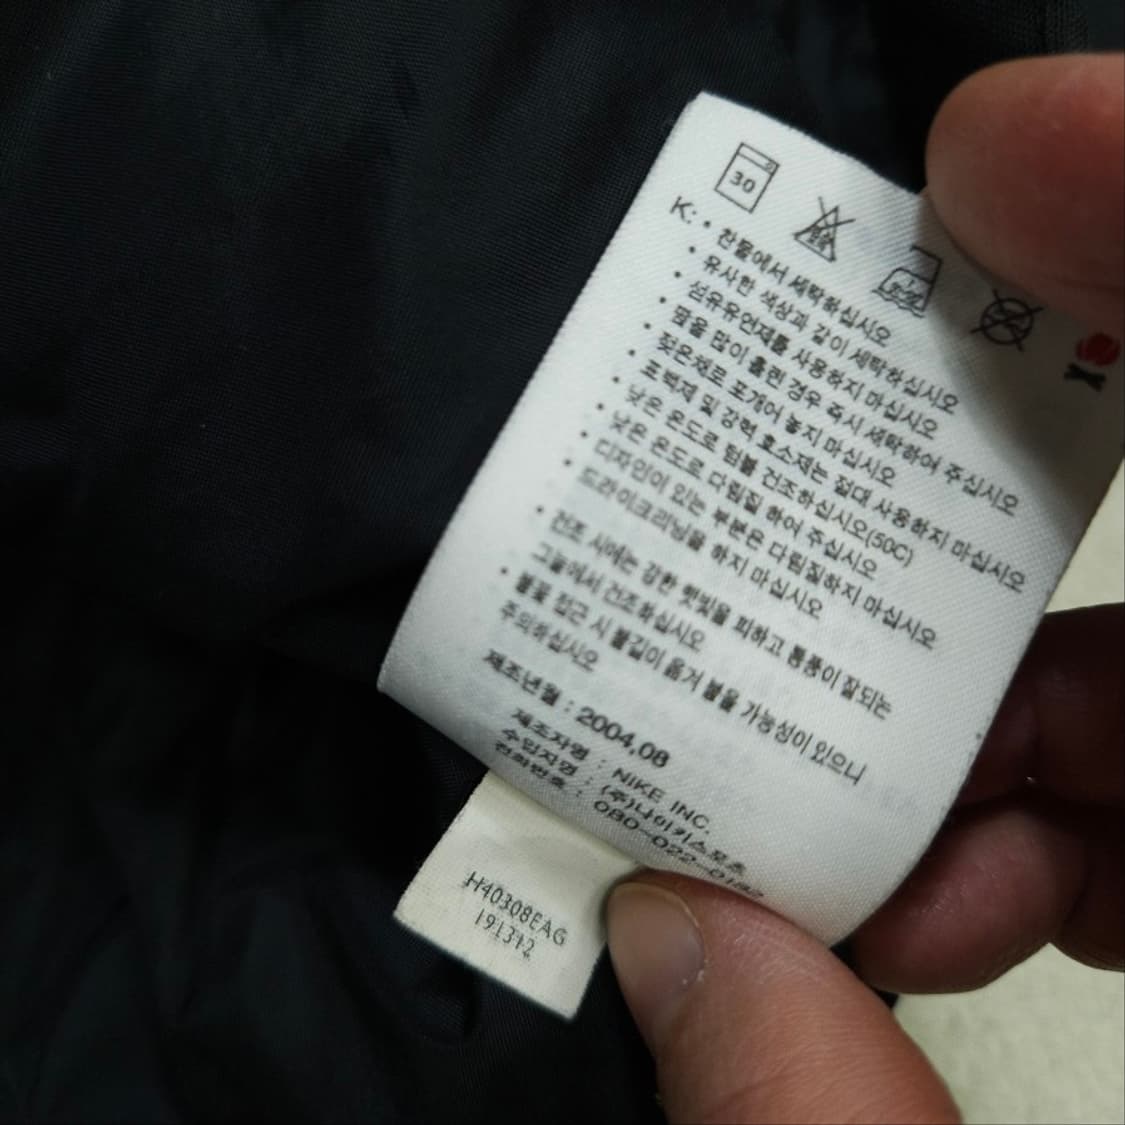 30
K: • 찬물에서 세탁하십시오
• 유사한 색상과 같이 세탁하십시오
• 섬유유연제를 사용하지 마십시오
• 땀을 많이 흘린 경우 즉시 세탁하여 주십시오
• 젖은채로 포개어 놓지 마십시오
• 표백제 및 강력 효소제는 절대 사용하지 마십시오
• 낮은 온도로 텀블 건조하십시오(50C)
• 낮은 온도로 다림질 하여 주십시오
• 디자인이 있는 부분은 다림질하지 마십시오
• 드라이크리닝을 하지 마십시오
• 건조 시에는 강한 햇빛을 피하고 통풍이 잘되는
그늘에서 건조하십시오
• 불꽃 접근 시 불길이 옮겨 붙을 가능성이 있으니
주의하십시오
제조년월 : 2004,08
제조자명 : NIKE INC.
수입자명 : (주)나이키스포츠
전화번호 : 080-022-0182
H40308EAG
191312